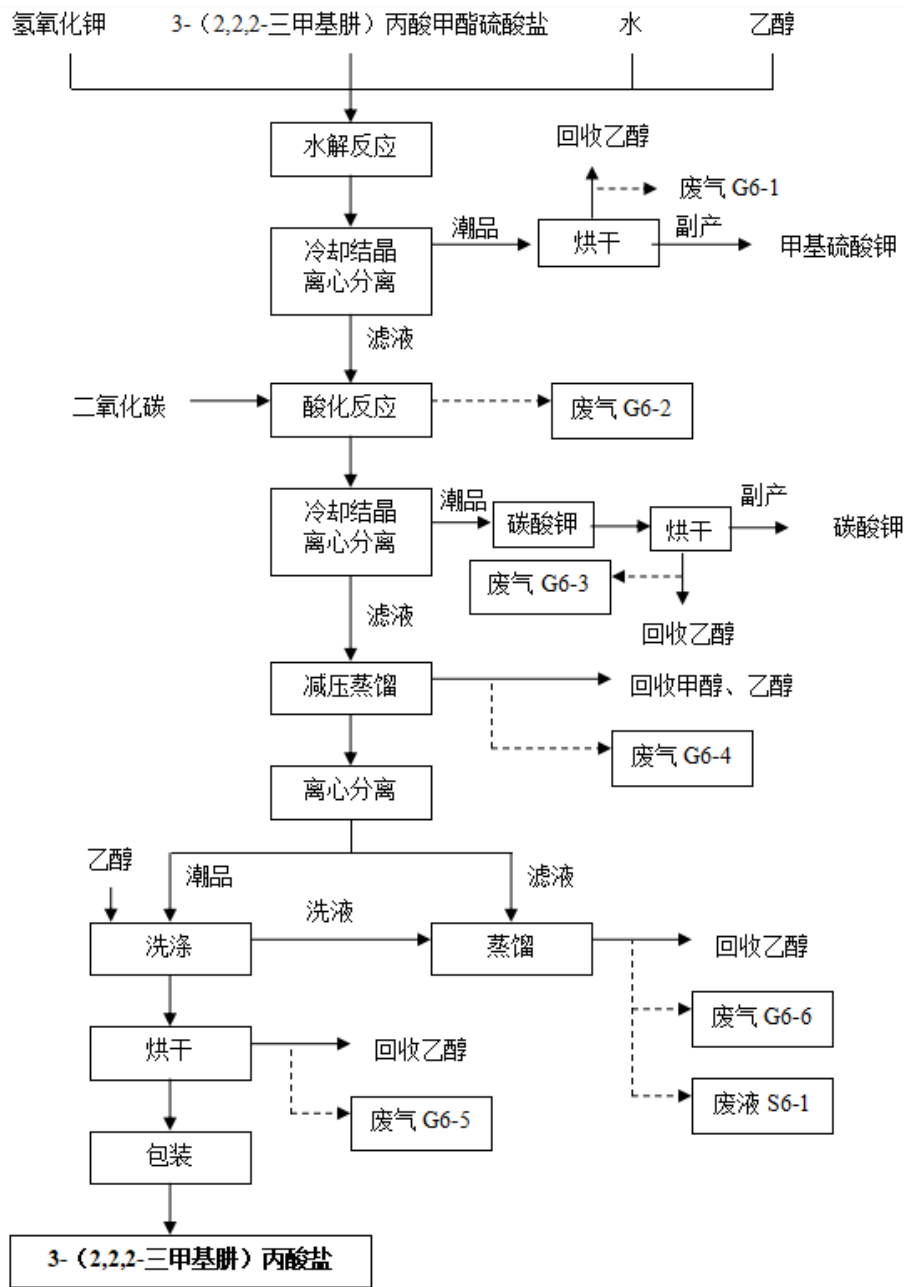 氢氧化钾 3-（2,2,2-三甲基肼）丙酸甲酯硫酸盐 水 乙醇
水解反应
回收乙醇
废气 G6-1
冷却结晶
离心分离
潮品
烘干
副产
甲基硫酸钾
滤液
二氧化碳
酸化反应
废气 G6-2
冷却结晶
离心分离
潮品
碳酸钾
烘干
副产
碳酸钾
废气 G6-3
回收乙醇
滤液
减压蒸馏
回收甲醇、乙醇
废气 G6-4
离心分离
乙醇
潮品
滤液
洗涤
洗液
蒸馏
回收乙醇
废气 G6-6
烘干
回收乙醇
废气 G6-5
废液 S6-1
包装
3-（2,2,2-三甲基肼）丙酸盐